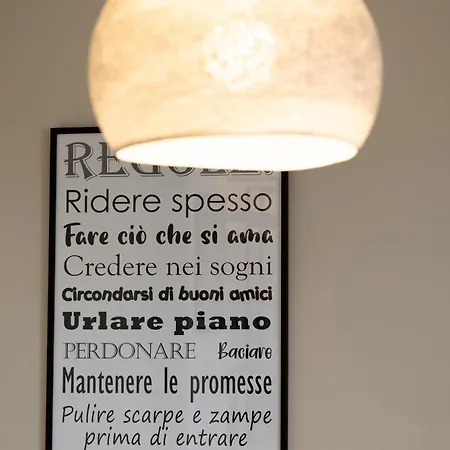 REGOLE:
Ridere spesso
Fare ciò che si ama
Credere nei sogni
Circondarsi di buoni amici
Urlare piano
PERDONARE Baciare
Mantenere le promesse
Pulire scarpe e zampe
prima di entrare